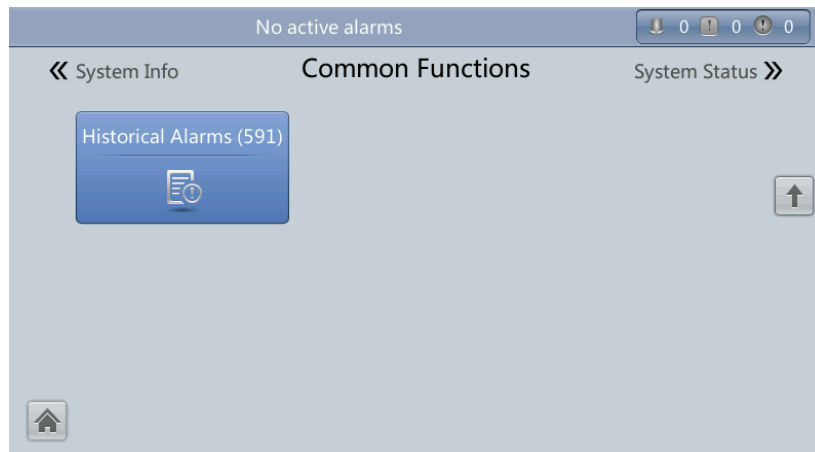 No active alarms
0 0 0
« System Info
Common Functions
System Status »
Historical Alarms (591)